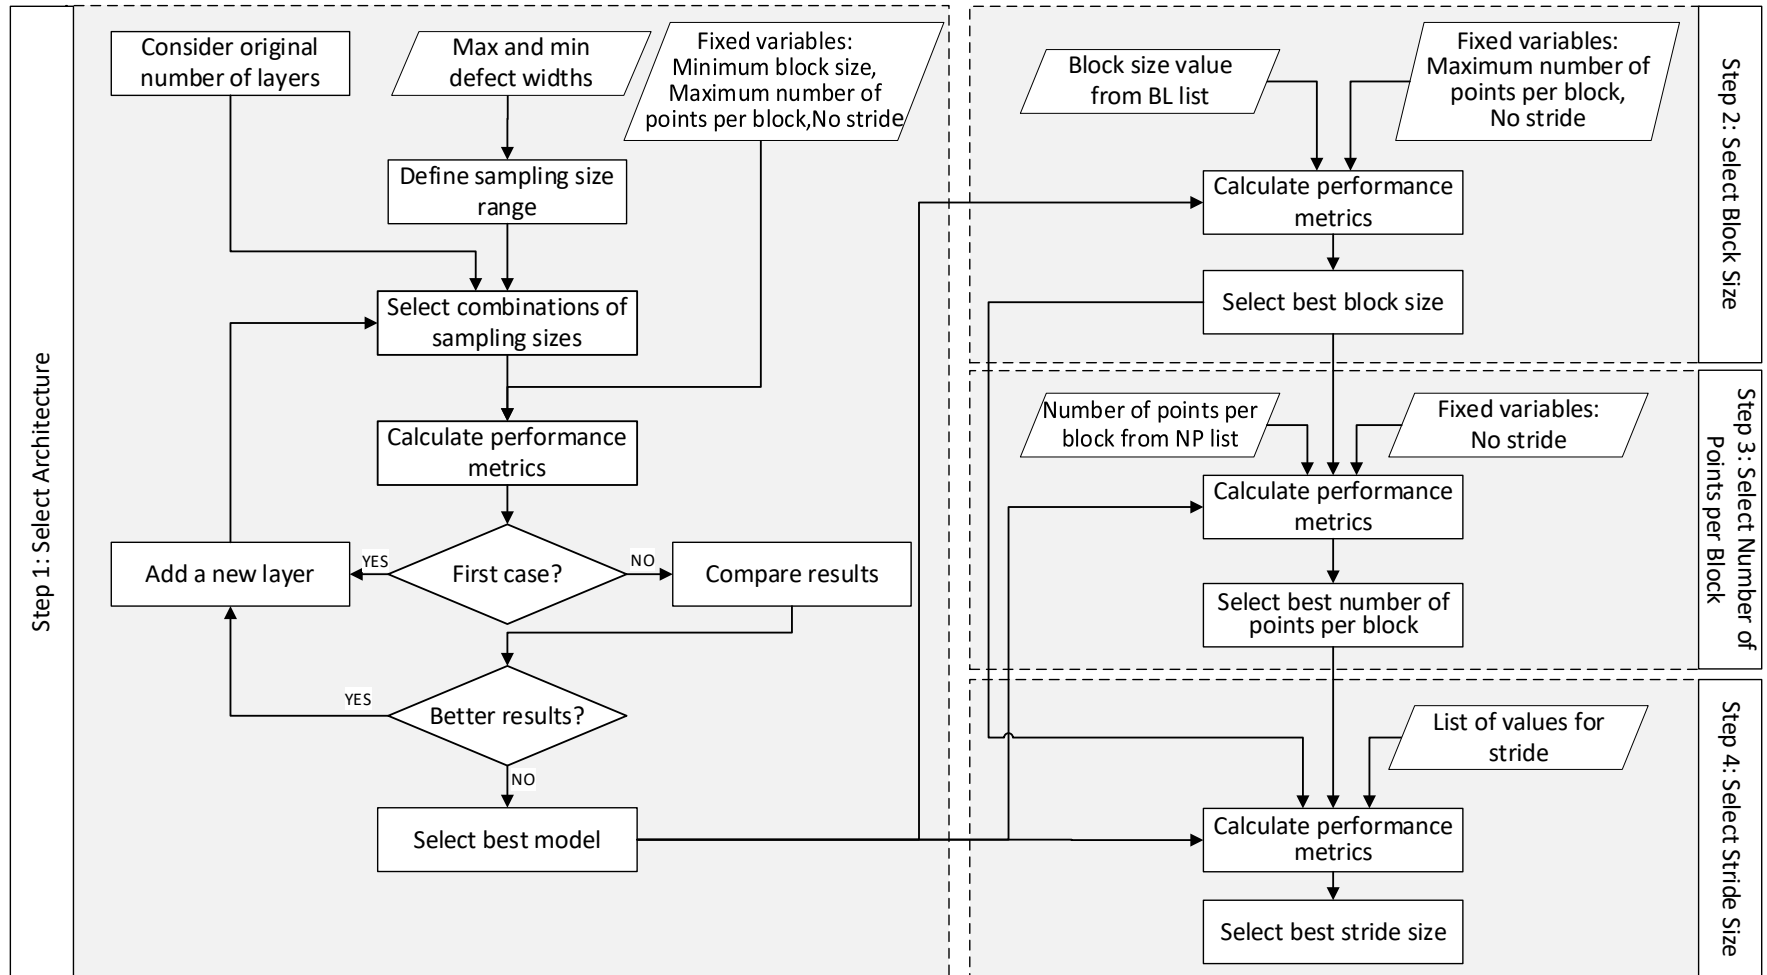 Step 1: Select Architecture
Consider original
number of layers
Max and min
defect widths
Fixed variables:
Minimum block size,
Maximum number of
points per block,No stride
Define sampling size
range
Select combinations of
sampling sizes
Calculate performance
metrics
First case?
YES
NO
Add a new layer
Compare results
Better results?
YES
NO
Select best model
Step 2: Select Block Size
Block size value
from BL list
Fixed variables:
Maximum number of
points per block,
No stride
Calculate performance
metrics
Select best block size
Step 3: Select Number of
Points per Block
Number of points per
block from NP list
Fixed variables:
No stride
Calculate performance
metrics
Select best number of
points per block
Step 4: Select Stride Size
List of values for
stride
Calculate performance
metrics
Select best stride size